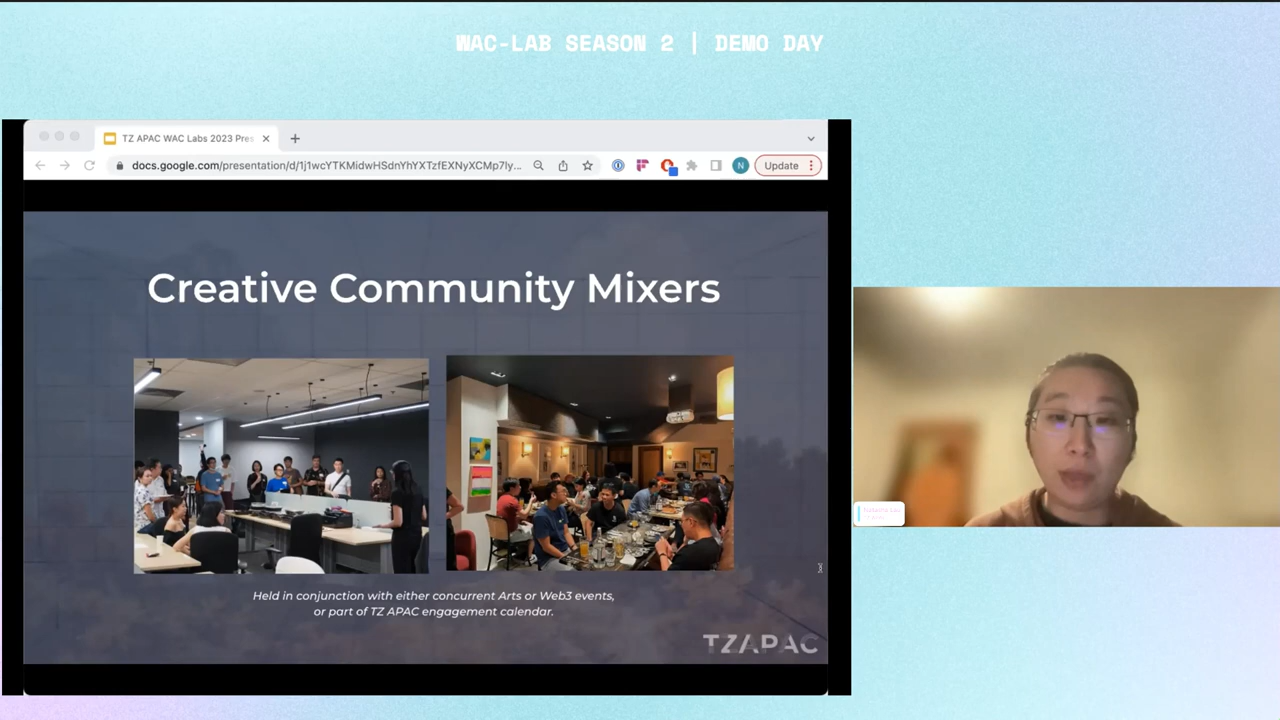 WAC-LAB SEASON 2 | DEMO DAY
TZ APAC WAC Labs 2023 Pres
docs.google.com/presentation/d/1j1wcYTKMidwHSdnYhYXTzfEXNyXCMp7ly...
N
Update
Creative Community Mixers
Held in conjunction with either concurrent Arts or Web3 events,
or part of TZ APAC engagement calendar.
TZAPAC